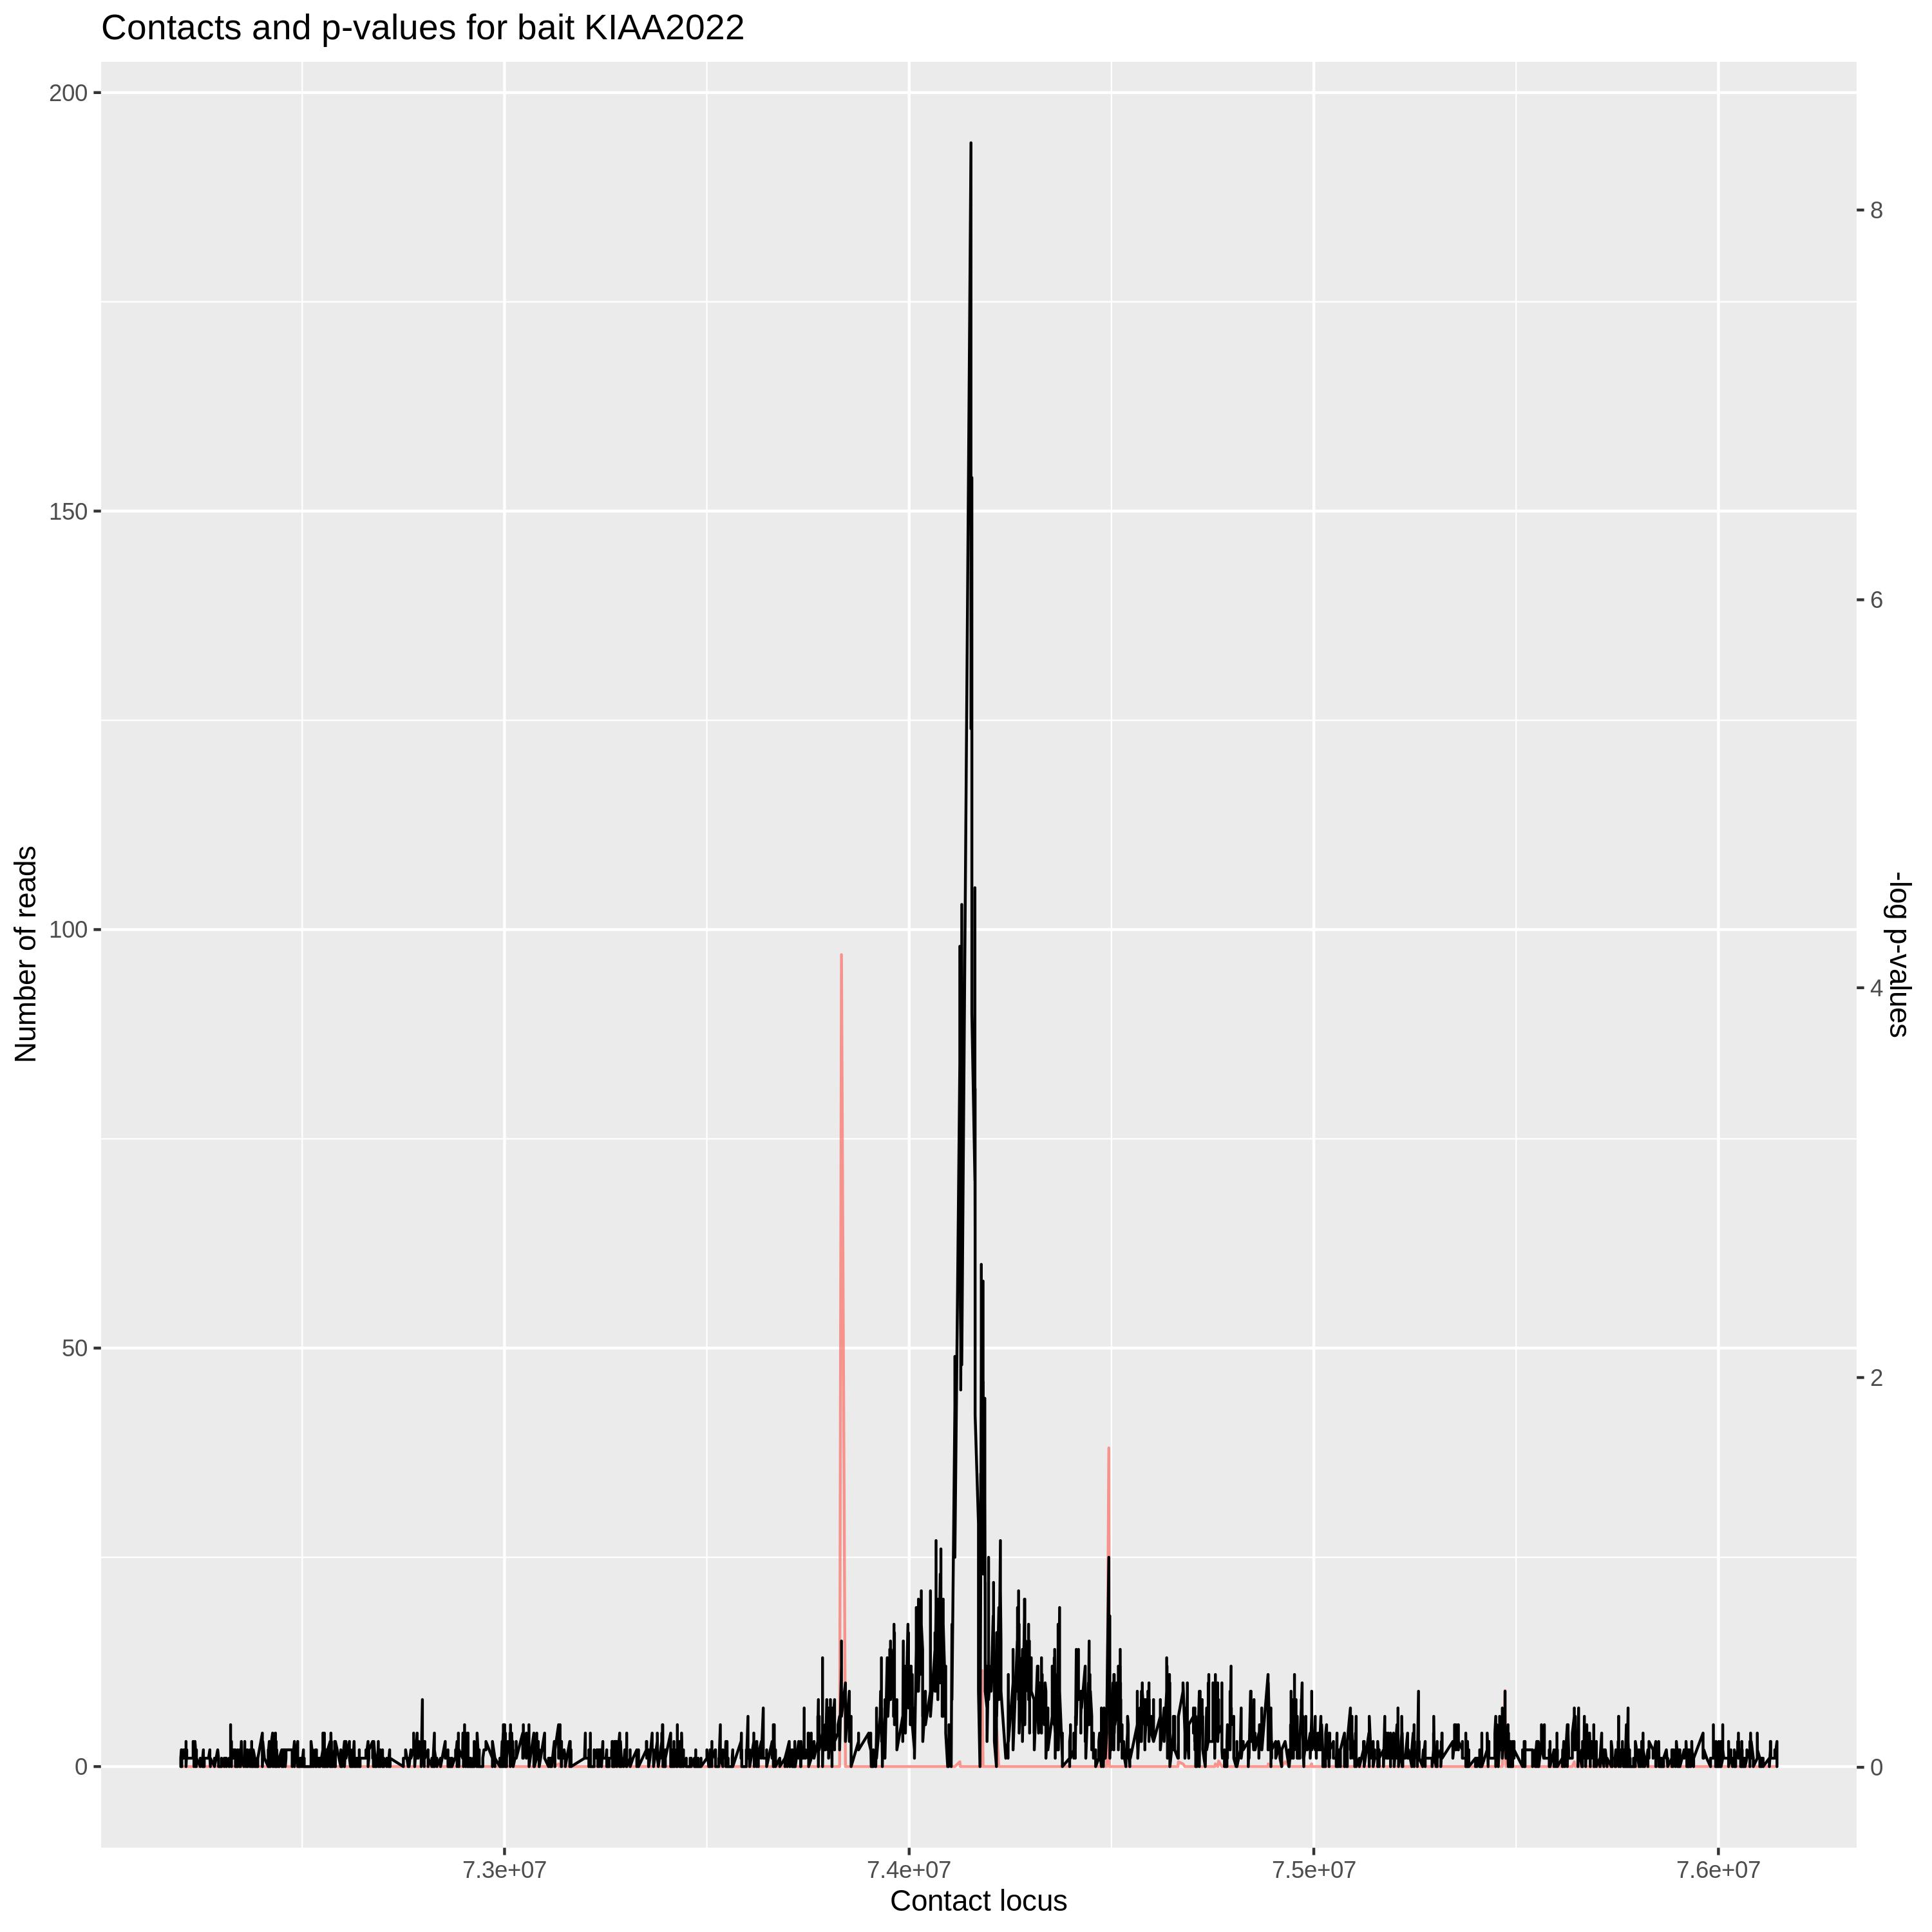 Contacts and p-values for bait KIAA2022
200
150
100
50
0
Number of reads
8
6
4
2
0
-log p-values
7.3e+07
7.4e+07
7.5e+07
7.6e+07
Contact locus